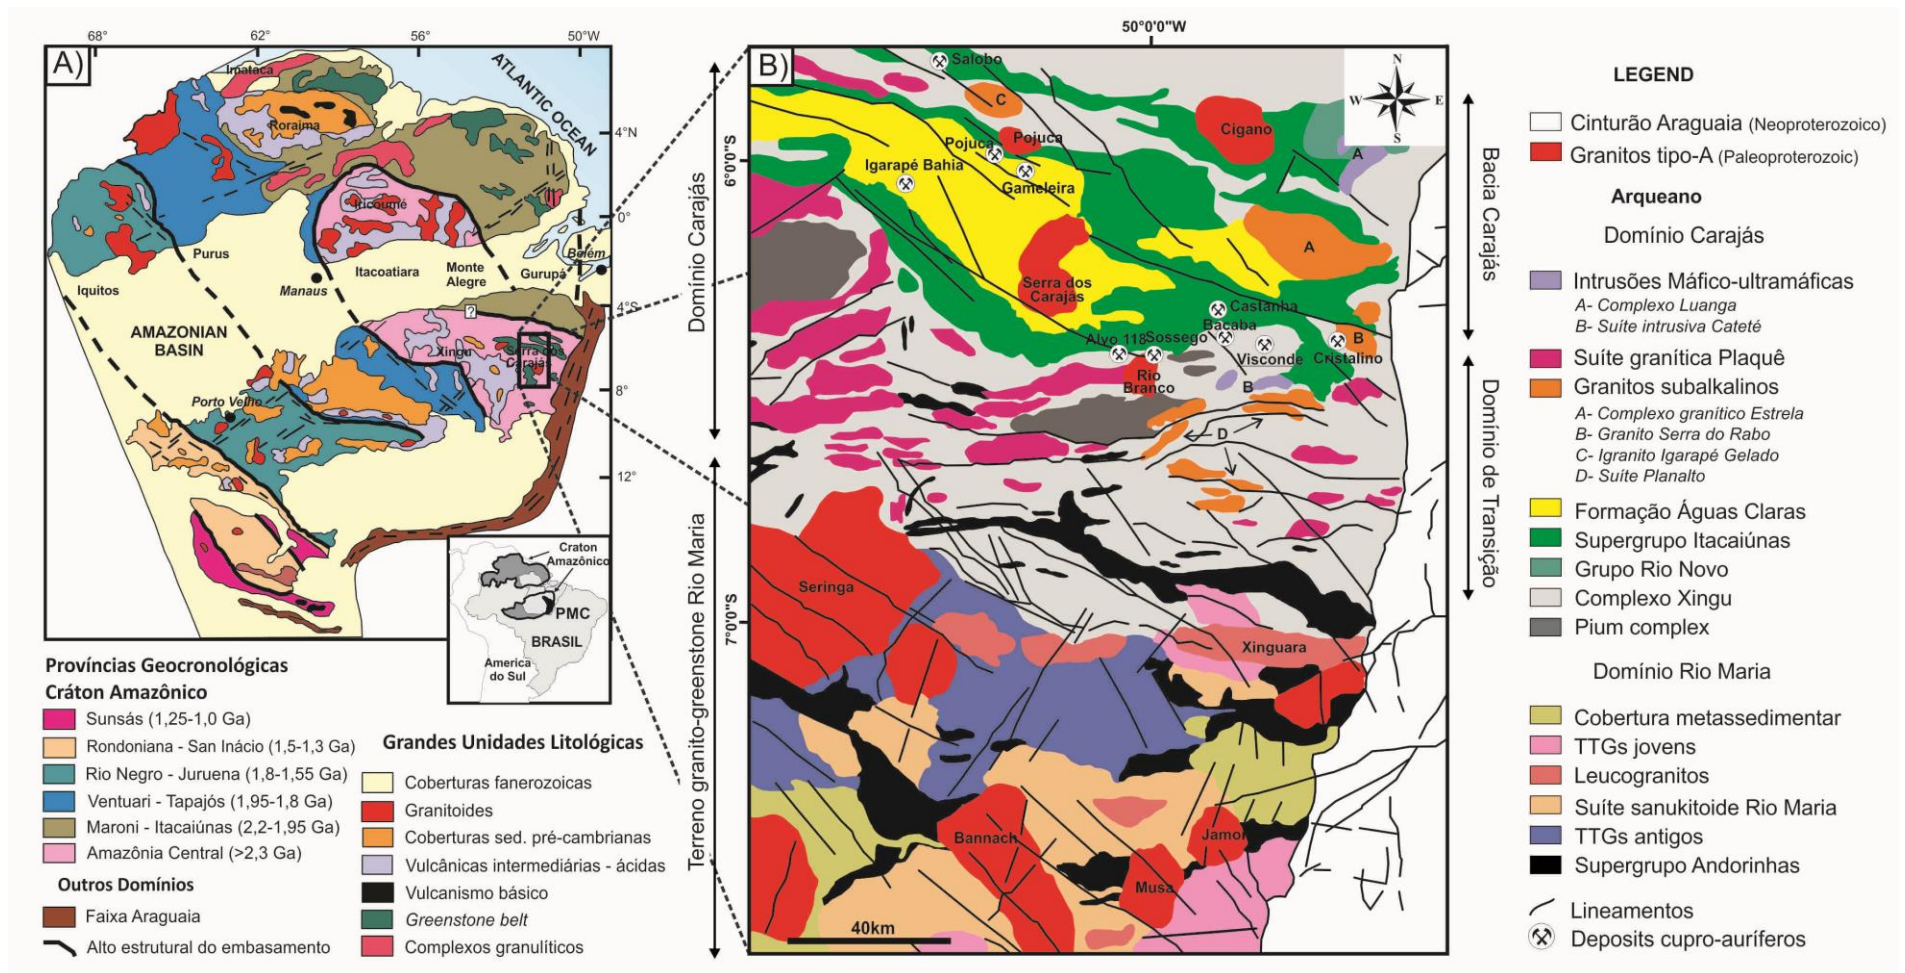 68°
62°
56°
50°W
A)
ATLANTIC OCEAN
Imataca
Roraima
4°N
Iricoumé
0°
Purus
Belém
Iquitos
Itacoatiara
Monte
Alegre
Gurupá
Manaus
4°S
?
AMAZONIAN
BASIN
Xingu
Serra dos
Carajás
8°
Porto Velho
12°
Craton
Amazônico
PMC
BRASIL
America
do Sul
Províncias Geocronológicas
Cráton Amazônico
Sunsás (1,25-1,0 Ga)
Rondoniana - San Inácio (1,5-1,3 Ga)
Rio Negro - Juruena (1,8-1,55 Ga)
Ventuari - Tapajós (1,95-1,8 Ga)
Maroni - Itacaiúnas (2,2-1,95 Ga)
Amazônia Central (>2,3 Ga)
Outros Domínios
Faixa Araguaia
Alto estrutural do embasamento
Grandes Unidades Litológicas
Coberturas fanerozoicas
Granitoides
Coberturas sed. pré-cambrianas
Vulcânicas intermediárias - ácidas
Vulcanismo básico
Greenstone belt
Complexos granulíticos
Domínio Carajás
Terreno granito-greenstone Rio Maria
50°0'0"W
6°0'0"S
7°0'0"S
B)
N
W E
S
Salobo
C
Cigano
Pojuca
Pojuca
A
Igarapé Bahia
Gameleira
A
Serra dos
Carajás
Castanha
Bacaba
Alvo 118
Sossego
B
Visconde
Cristalino
Rio
Branco
B
D
Seringa
Xinguara
Bannach
Jamon
Musa
40km
Bacia Carajás
Domínio de Transição
LEGEND
Cinturão Araguaia (Neoproterozoico)
Granitos tipo-A (Paleoproterozoic)
Arqueano
Domínio Carajás
Intrusões Máfico-ultramáficas
A- Complexo Luanga
B- Suíte intrusiva Cateté
Suíte granítica Plaquê
Granitos subalkalinos
A- Complexo granítico Estrela
B- Granito Serra do Rabo
C- Igranito Igarapé Gelado
D- Suíte Planalto
Formação Águas Claras
Supergrupo Itacaiúnas
Grupo Rio Novo
Complexo Xingu
Pium complex
Domínio Rio Maria
Cobertura metassedimentar
TTGs jovens
Leucogranitos
Suíte sanukitoide Rio Maria
TTGs antigos
Supergrupo Andorinhas
Lineamentos
Deposits cupro-auríferos